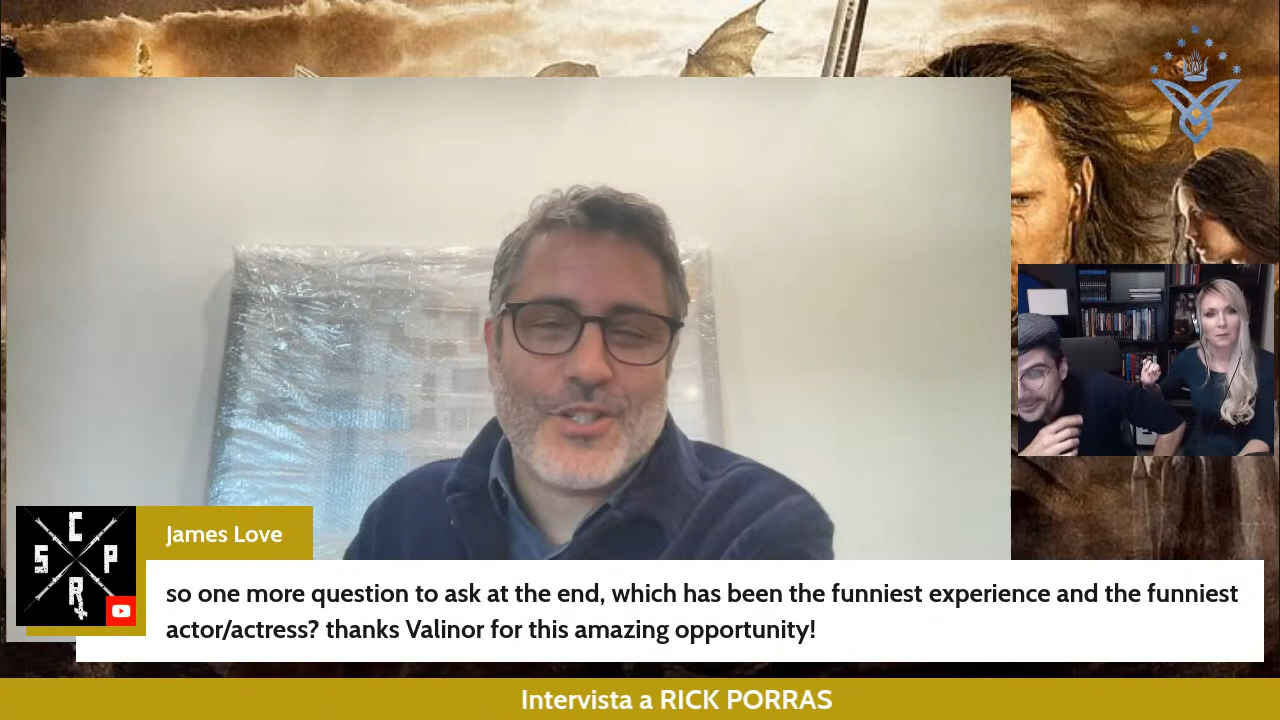 S C P R
James Love
so one more question to ask at the end, which has been the funniest experience and the funniest
actor/actress? thanks Valinor for this amazing opportunity!
Intervista a RICK PORRAS